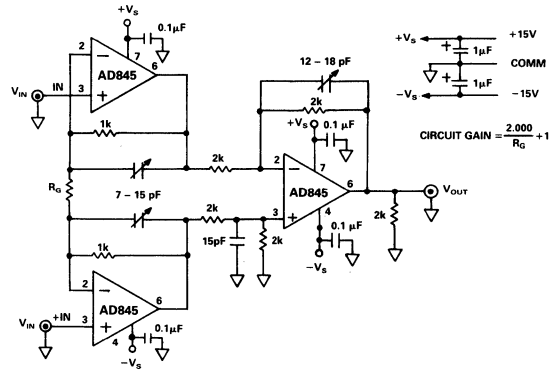 +VS
0.1µF
2
7
AD845
6
VIN
IN
3
1k
RG
7 – 15 pF
2k
12 – 18 pF
2k
+VS
0.1 µF
2
7
AD845
6
VOUT
3
4
2k
2k
15pF
2k
0.1 µF
−VS
1k
2
AD845
6
VIN
+IN
3
4
0.1µF
−VS
+VS
+15V
+
1µF
COMM
+
1µF
−VS
−15V
CIRCUIT GAIN = 2.000 / RG + 1